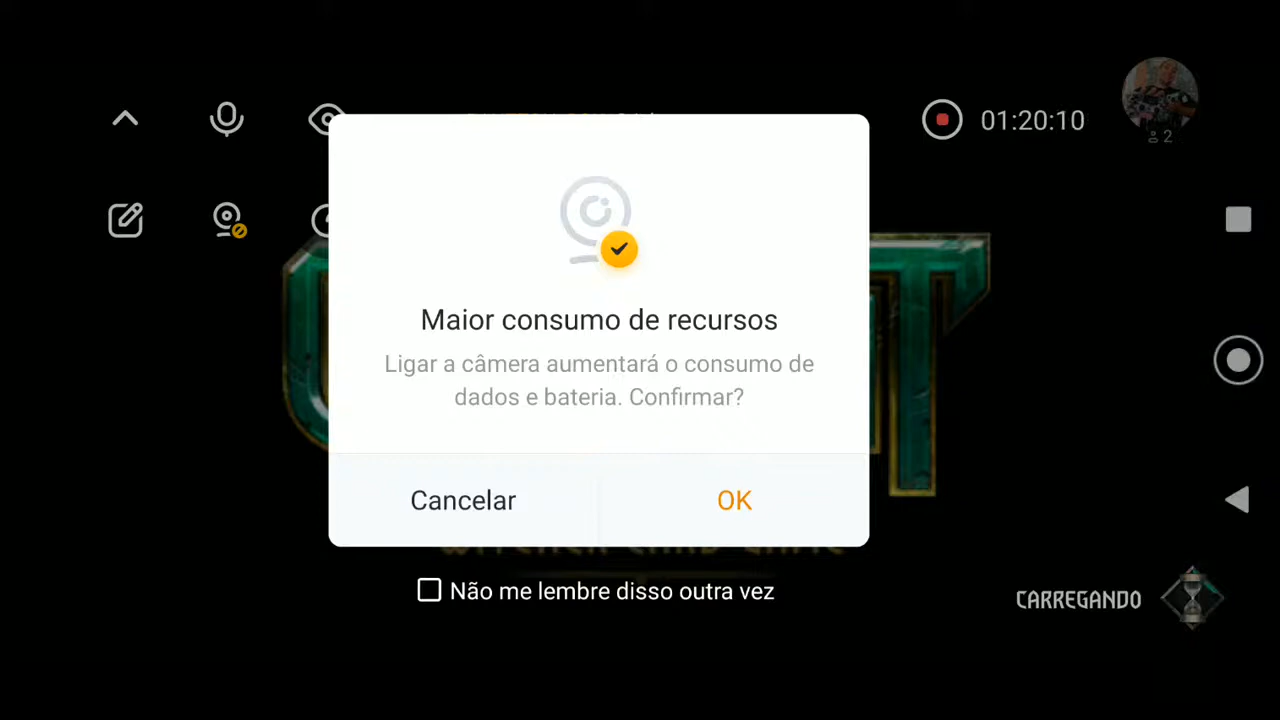 01:20:10
2
Maior consumo de recursos
Ligar a câmera aumentará o consumo de
dados e bateria. Confirmar?
Cancelar
OK
Não me lembre disso outra vez
CARREGANDO